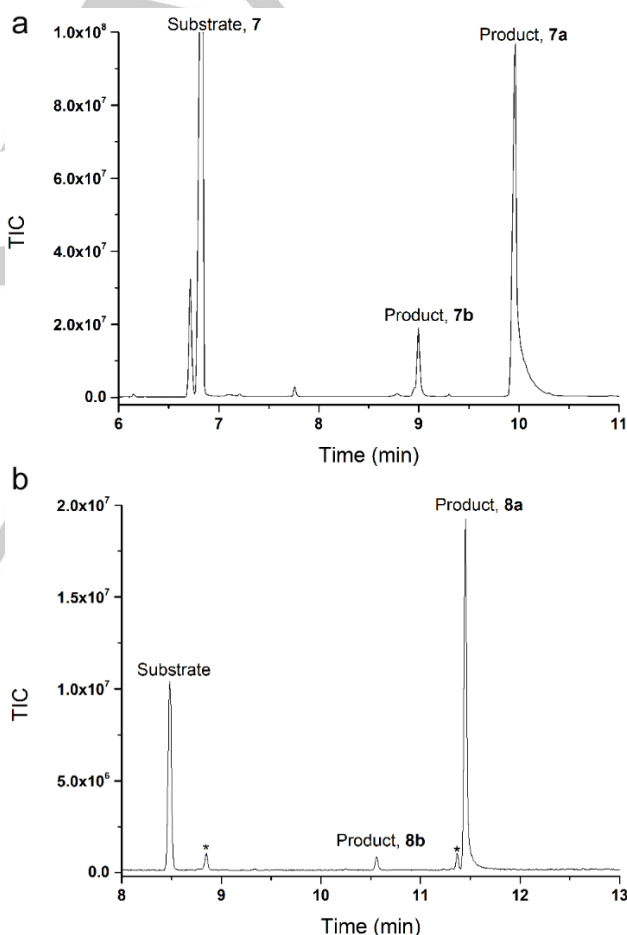 a
Substrate, 7
Product, 7a
Product, 7b
1.0x10⁸
8.0x10⁷
6.0x10⁷
4.0x10⁷
2.0x10⁷
0.0
TIC
6 7 8 9 10 11
Time (min)
b
Product, 8a
Substrate
Product, 8b
*
*
2.0x10⁷
1.5x10⁷
1.0x10⁷
5.0x10⁶
0.0
TIC
8 9 10 11 12 13
Time (min)